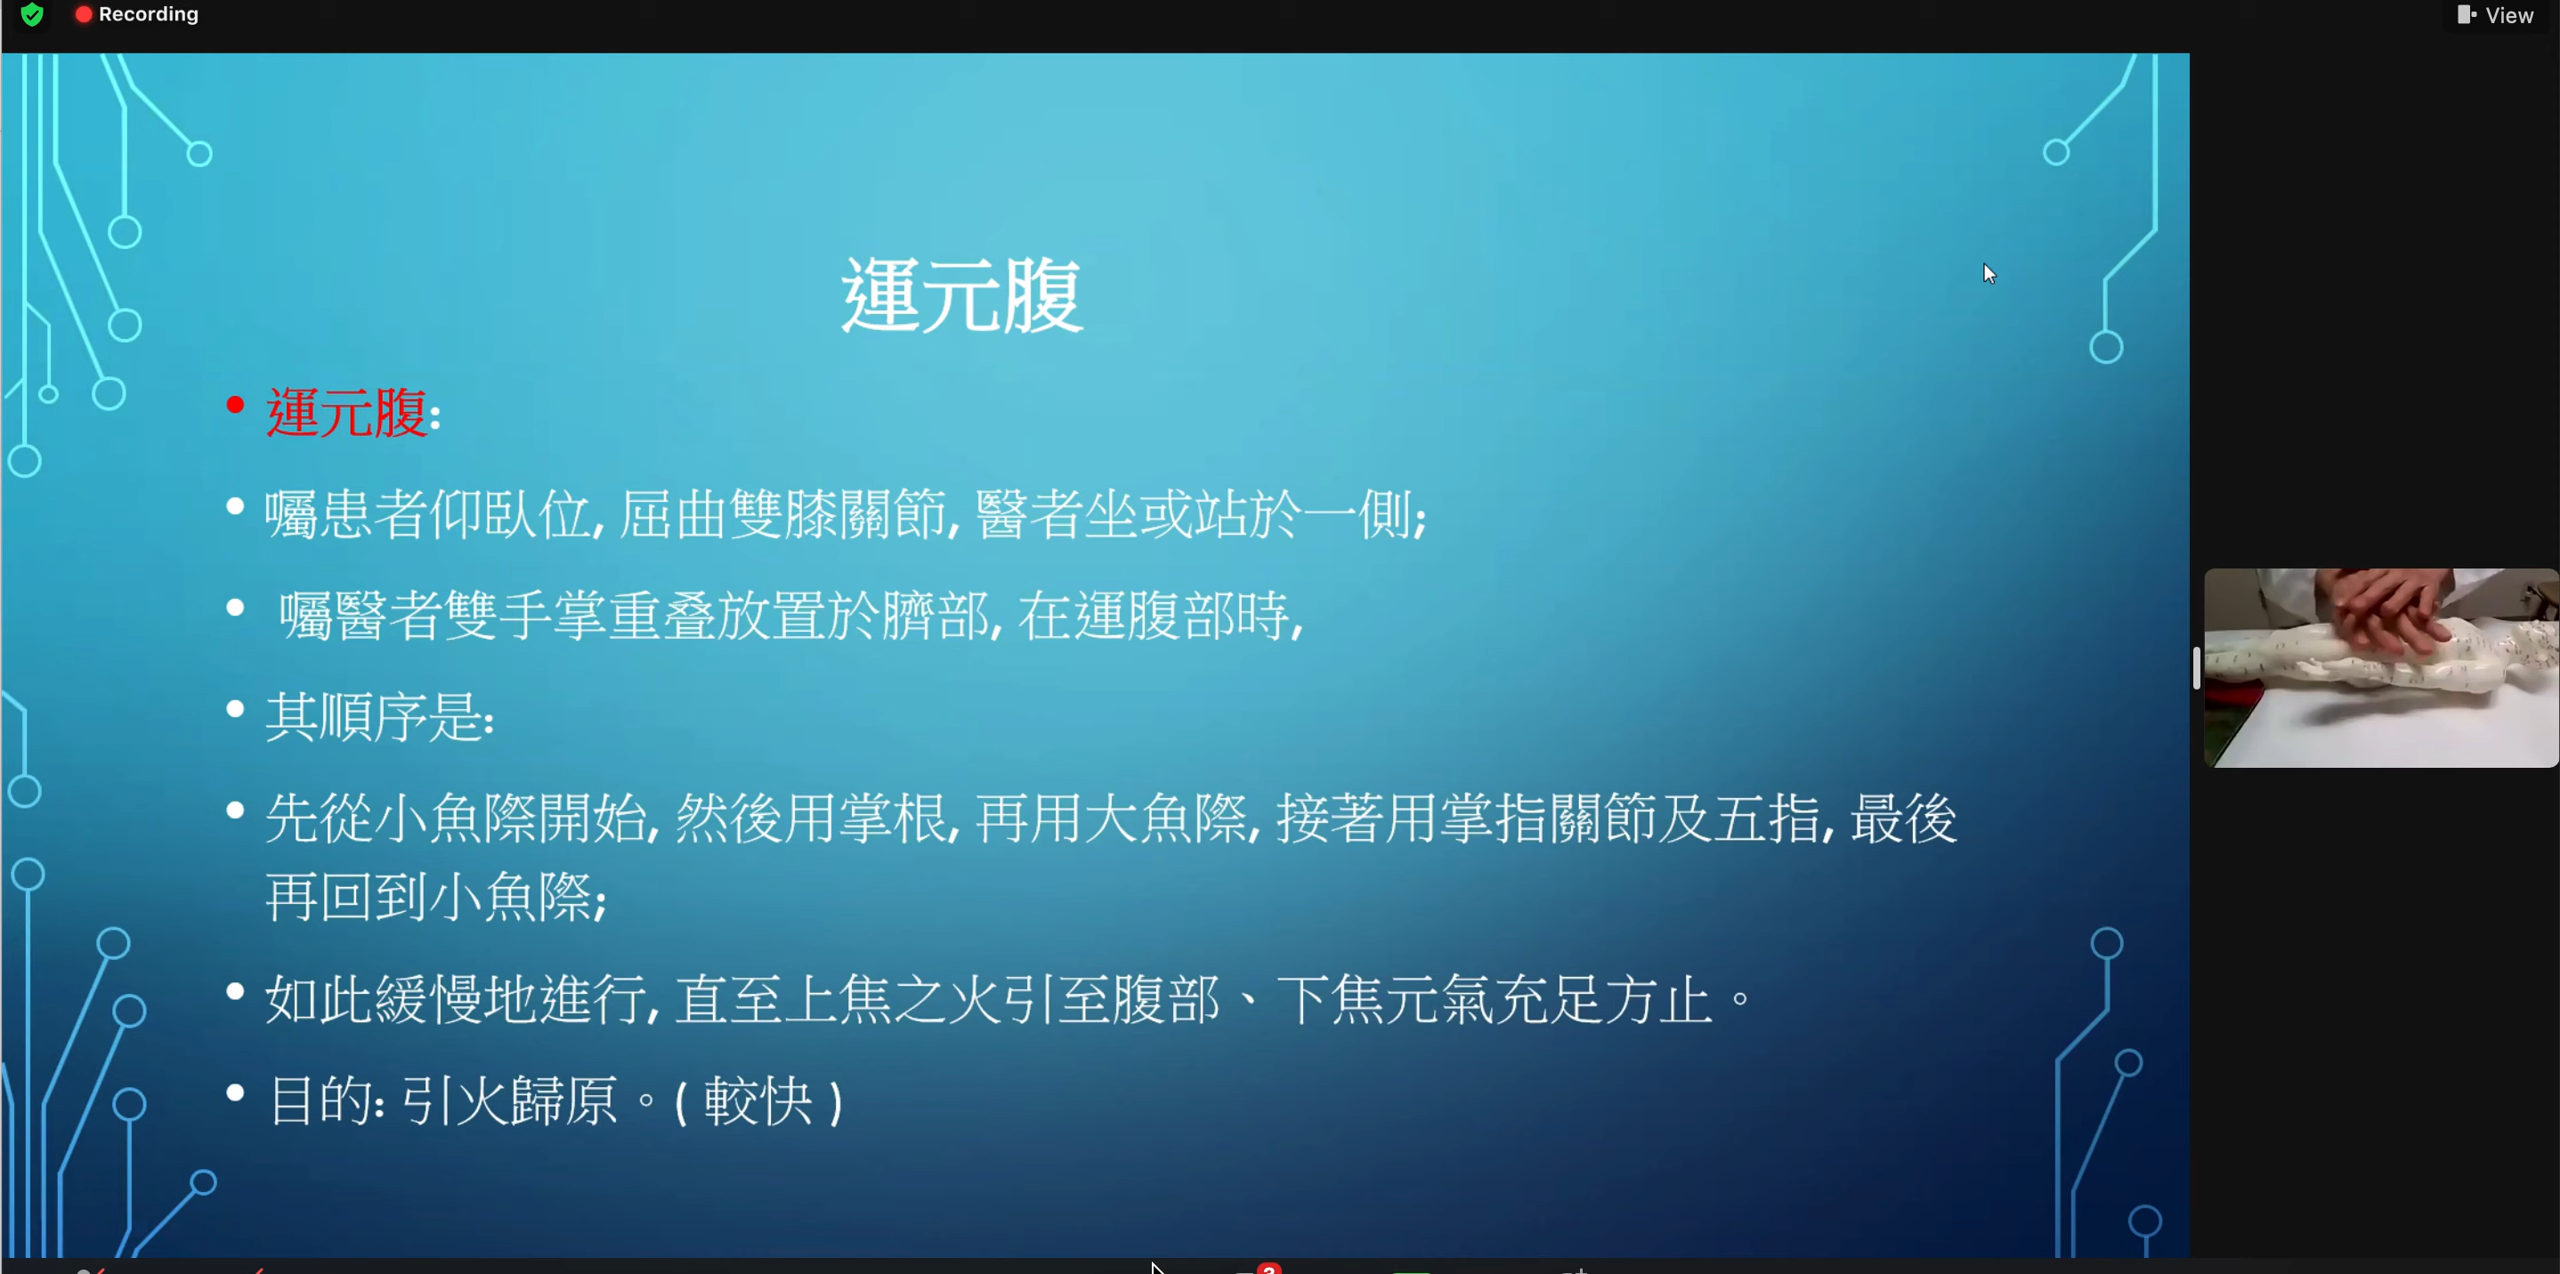 Recording
View
運元腹
• 運元腹:
• 囑患者仰臥位, 屈曲雙膝關節, 醫者坐或站於一側;
• 囑醫者雙手掌重叠放置於臍部, 在運腹部時,
• 其順序是:
• 先從小魚際開始, 然後用掌根, 再用大魚際, 接著用掌指關節及五指, 最後
再回到小魚際;
• 如此緩慢地進行, 直至上焦之火引至腹部、下焦元氣充足方止。
• 目的: 引火歸原。( 較快 )